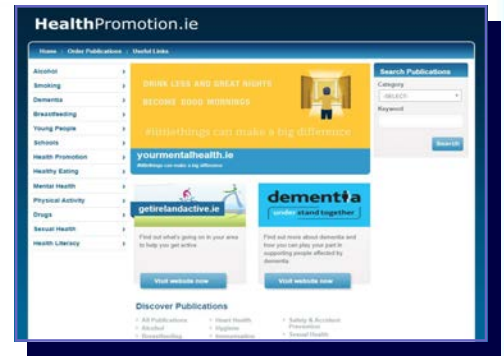 HealthPromotion.ie
Home Order Publications Useful Links
Alcohol
Smoking
Dementia
Breastfeeding
Young People
Schools
Health Promotion
Healthy Eating
Mental Health
Physical Activity
Drugs
Sexual Health
Health Literacy
DRINK LESS AND GREAT NIGHTS
BECOME GOOD MORNINGS
#littlethings can make a big difference
yourmentalhealth.ie
#littlethings can make a big difference
Search Publications
Category
-SELECT-
Keyword
Search
getirelandactive.ie
Find out what's going on in your area
to help you get active
Visit website now
dementia
understand together
Find out more about dementia and
how you can play your part in
supporting people affected by
dementia.
Visit website now
Discover Publications
All Publications
Alcohol
Breastfeeding
Heart Health
Hygiene
Immunisation
Safety & Accident
Prevention
Sexual Health